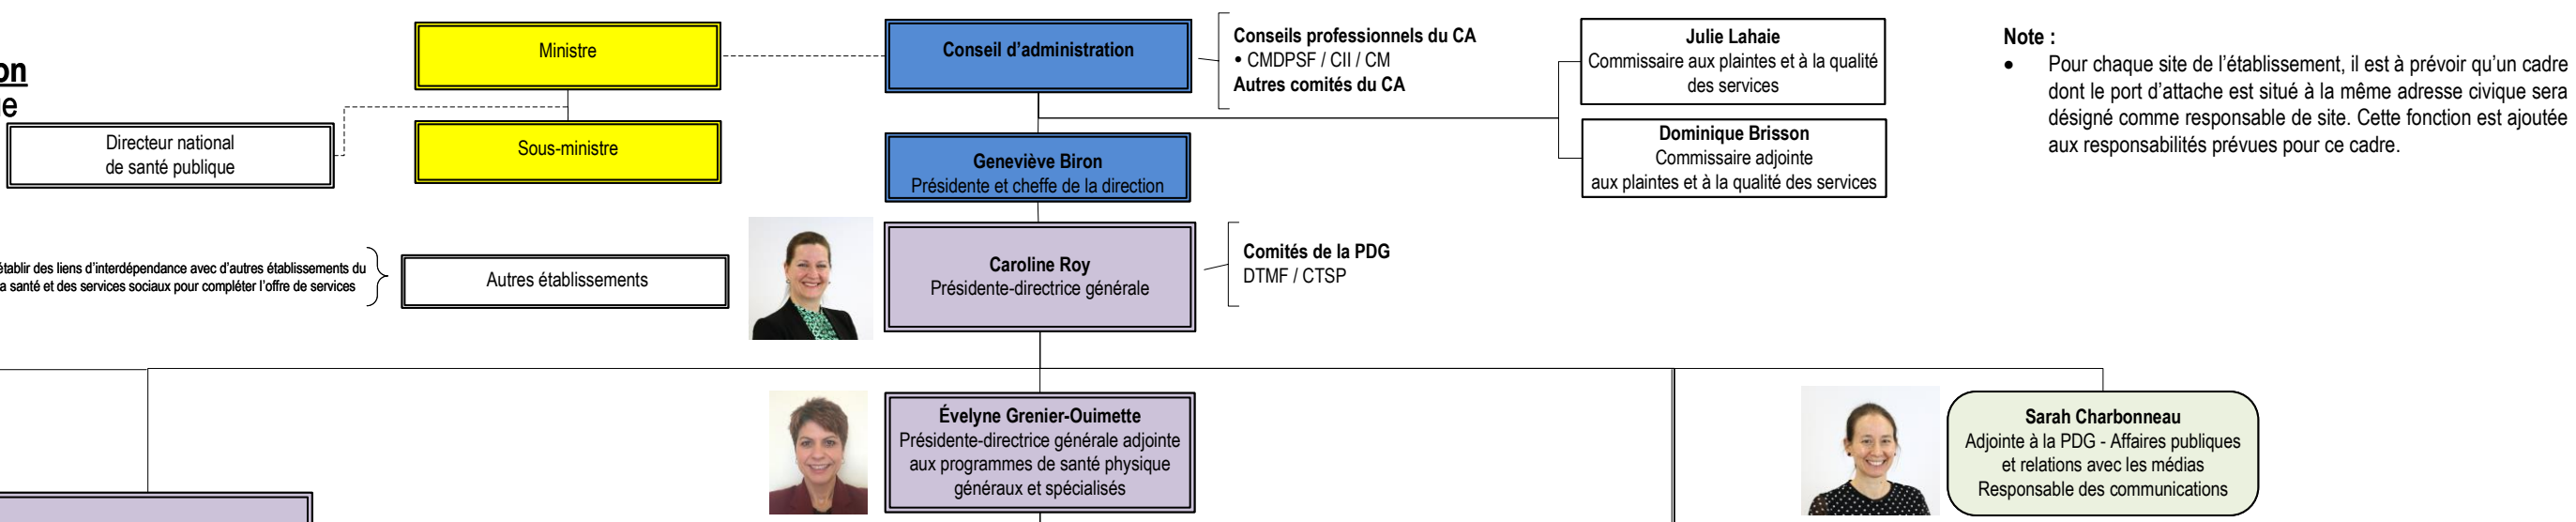 Ministre
Conseil d'administration
Conseils professionnels du CA
• CMDPSF / CII / CM
Autres comités du CA
Julie Lahaie
Commissaire aux plaintes et à la qualité
des services
Note :
• Pour chaque site de l'établissement, il est à prévoir qu'un cadre
dont le port d'attache est situé à la même adresse civique sera
désigné comme responsable de site. Cette fonction est ajoutée
aux responsabilités prévues pour ce cadre.
Directeur national
de santé publique
Sous-ministre
Geneviève Biron
Présidente et cheffe de la direction
Dominique Brisson
Commissaire adjointe
aux plaintes et à la qualité des services
établir des liens d'interdépendance avec d'autres établissements du
a santé et des services sociaux pour compléter l'offre de services
Autres établissements
Caroline Roy
Présidente-directrice générale
Comités de la PDG
DTMF / CTSP
Évelyne Grenier-Ouimette
Présidente-directrice générale adjointe
aux programmes de santé physique
généraux et spécialisés
Sarah Charbonneau
Adjointe à la PDG - Affaires publiques
et relations avec les médias
Responsable des communications